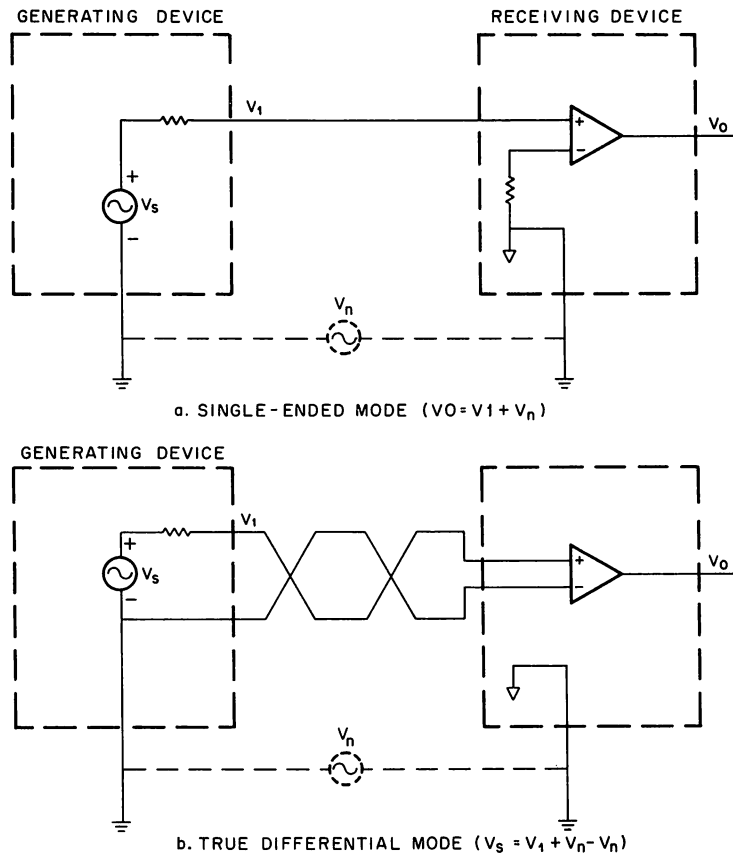 GENERATING DEVICE
RECEIVING DEVICE
V1
+
−
VO
+
VS
−
Vn
a. SINGLE-ENDED MODE (VO=V1+Vn)
GENERATING DEVICE
V1
+
VS
−
+
−
VO
Vn
b. TRUE DIFFERENTIAL MODE (VS = V1+Vn−Vn)